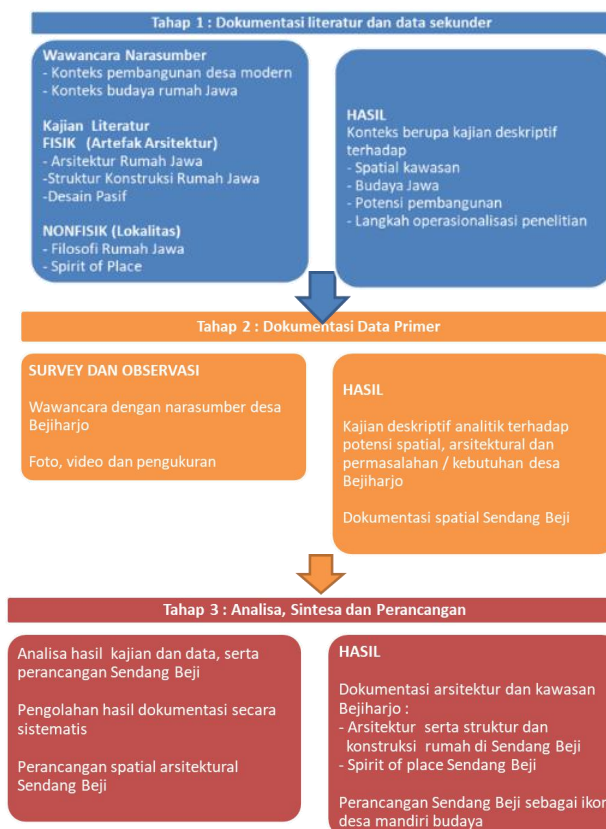 Tahap 1 : Dokumentasi literatur dan data sekunder
Wawancara Narasumber
- Konteks pembangunan desa modern
- Konteks budaya rumah Jawa
Kajian Literatur
FISIK (Artefak Arsitektur)
- Arsitektur Rumah Jawa
-Struktur Konstruksi Rumah Jawa
-Desain Pasif
NONFISIK (Lokalitas)
- Filosofi Rumah Jawa
- Spirit of Place
HASIL
Konteks berupa kajian deskriptif
terhadap
- Spatial kawasan
- Budaya Jawa
- Potensi pembangunan
- Langkah operasionalisasi penelitian
Tahap 2 : Dokumentasi Data Primer
SURVEY DAN OBSERVASI
Wawancara dengan narasumber desa
Bejiharjo
Foto, video dan pengukuran
HASIL
Kajian deskriptif analitik terhadap
potensi spatial, arsitektural dan
permasalahan / kebutuhan desa
Bejiharjo
Dokumentasi spatial Sendang Beji
Tahap 3 : Analisa, Sintesa dan Perancangan
Analisa hasil kajian dan data, serta
perancangan Sendang Beji
Pengolahan hasil dokumentasi secara
sistematis
Perancangan spatial arsitektural
Sendang Beji
HASIL
Dokumentasi arsitektur dan kawasan
Bejiharjo :
- Arsitektur serta struktur dan
konstruksi rumah di Sendang Beji
- Spirit of place Sendang Beji
Perancangan Sendang Beji sebagai ikon
desa mandiri budaya